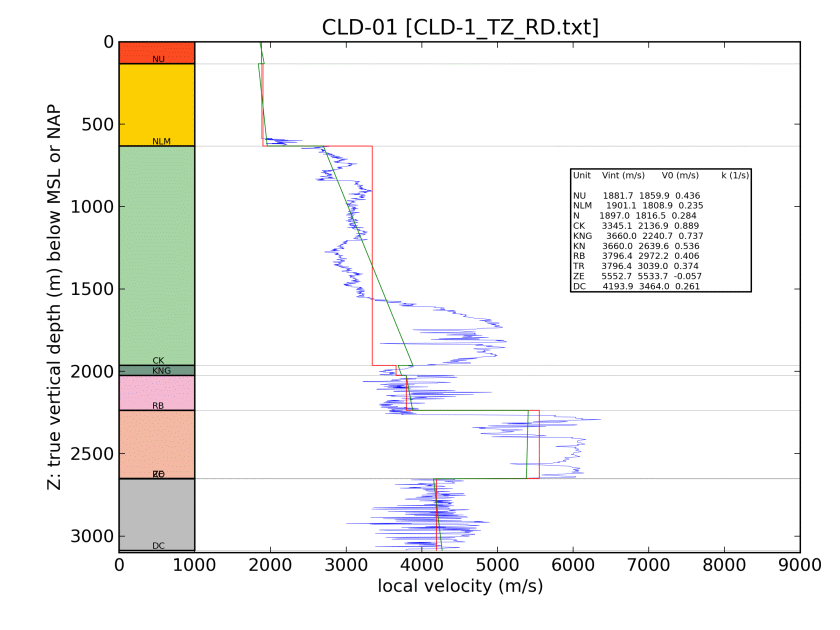 CLD-01 [CLD-1_TZ_RD.txt]
0
500
1000
1500
2000
2500
3000
Z: true vertical depth (m) below MSL or NAP
NU
NLM
CK
KNG
RB
ZE
DC
Unit Vint (m/s) V0 (m/s) k (1/s)
NU 1881.7 1859.9 0.436
NLM 1901.1 1808.9 0.235
N 1897.0 1816.5 0.284
CK 3345.1 2136.9 0.889
KNG 3660.0 2240.7 0.737
KN 3660.0 2639.6 0.536
RB 3796.4 2972.2 0.406
TR 3796.4 3039.0 0.374
ZE 5552.7 5533.7 -0.057
DC 4193.9 3464.0 0.261
0 1000 2000 3000 4000 5000 6000 7000 8000 9000
local velocity (m/s)